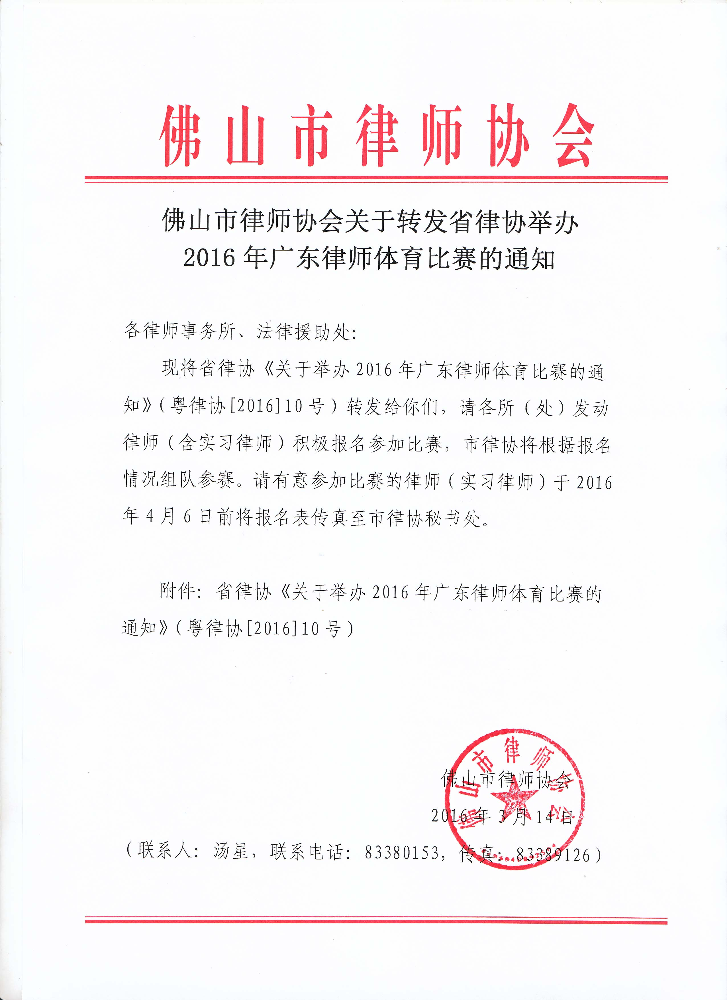 佛山市律师协会
佛山市律师协会关于转发省律协举办
2016 年广东律师体育比赛的通知
各律师事务所、法律援助处：
现将省律协《关于举办 2016 年广东律师体育比赛的通
知》（粤律协[2016]10 号）转发给你们，请各所（处）发动
律师（含实习律师）积极报名参加比赛，市律协将根据报名
情况组队参赛。请有意参加比赛的律师（实习律师）于 2016
年 4 月 6 日前将报名表传真至市律协秘书处。
附件：省律协《关于举办 2016 年广东律师体育比赛的
通知》（粤律协[2016]10 号）
佛山市律师协会
佛山市律师协会
2016 年 3 月 14 日
（联系人：汤星，联系电话：83380153，传真：83389126）